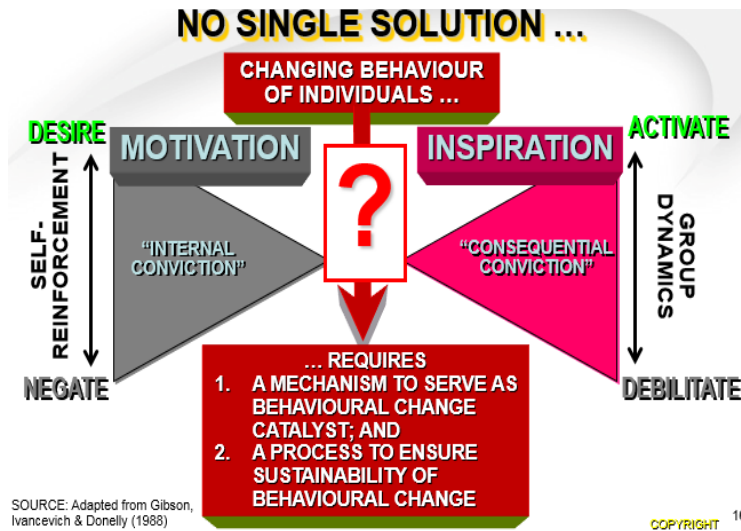 NO SINGLE SOLUTION ...
CHANGING BEHAVIOUR
OF INDIVIDUALS ...
DESIRE
MOTIVATION
INSPIRATION
ACTIVATE
?
SELF-
REINFORCEMENT
"INTERNAL
CONVICTION"
"CONSEQUENTIAL
CONVICTION"
GROUP
DYNAMICS
NEGATE
DEBILITATE
... REQUIRES
1. A MECHANISM TO SERVE AS
BEHAVIOURAL CHANGE
CATALYST; AND
2. A PROCESS TO ENSURE
SUSTAINABILITY OF
BEHAVIOURAL CHANGE
SOURCE: Adapted from Gibson,
Ivancevich & Donelly (1988)
COPYRIGHT